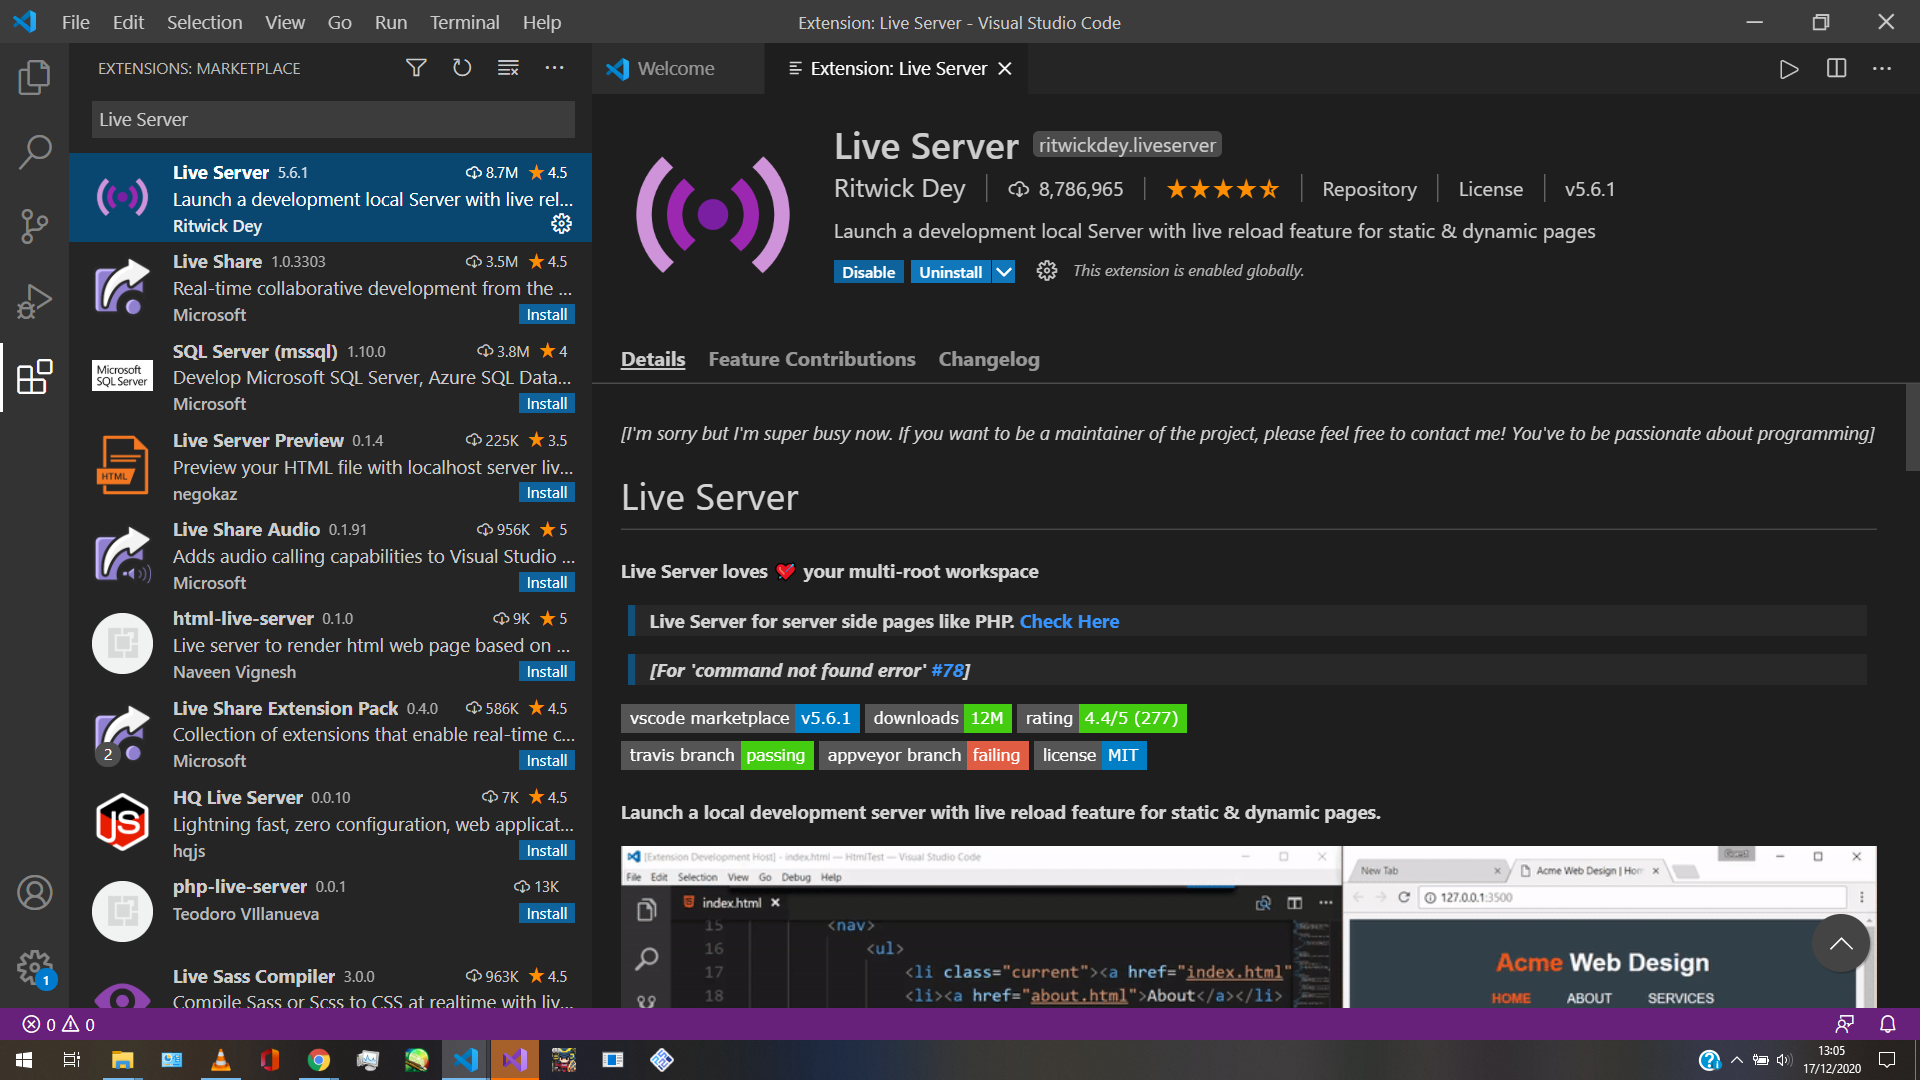 File Edit Selection View Go Run Terminal Help
Extension: Live Server - Visual Studio Code
EXTENSIONS: MARKETPLACE
Live Server
Live Server 5.6.1 8.7M ★ 4.5
Launch a development local Server with live rel...
Ritwick Dey
Live Share 1.0.3303 3.5M ★ 4.5
Real-time collaborative development from the ...
Microsoft Install
Microsoft
SQL Server
SQL Server (mssql) 1.10.0 3.8M ★ 4
Develop Microsoft SQL Server, Azure SQL Data...
Microsoft Install
HTML
Live Server Preview 0.1.4 225K ★ 3.5
Preview your HTML file with localhost server liv...
negokaz Install
Live Share Audio 0.1.91 956K ★ 5
Adds audio calling capabilities to Visual Studio ...
Microsoft Install
html-live-server 0.1.0 9K ★ 5
Live server to render html web page based on ...
Naveen Vignesh Install
2
Live Share Extension Pack 0.4.0 586K ★ 4.5
Collection of extensions that enable real-time c...
Microsoft Install
JS
HQ Live Server 0.0.10 7K ★ 4.5
Lightning fast, zero configuration, web applicat...
hqjs Install
php-live-server 0.0.1 13K
Teodoro VIllanueva Install
Live Sass Compiler 3.0.0 963K ★ 4.5
Compile Sass or Scss to CSS at realtime with liv...
1
Welcome
Extension: Live Server
Live Server ritwickdey.liveserver
Ritwick Dey 8,786,965 Repository License v5.6.1
Launch a development local Server with live reload feature for static & dynamic pages
Disable Uninstall This extension is enabled globally.
Details Feature Contributions Changelog
[I'm sorry but I'm super busy now. If you want to be a maintainer of the project, please feel free to contact me! You've to be passionate about programming]
Live Server
Live Server loves ❤ your multi-root workspace
Live Server for server side pages like PHP. Check Here
[For 'command not found error' #78]
vscode marketplace v5.6.1 downloads 12M rating 4.4/5 (277)
travis branch passing appveyor branch failing license MIT
Launch a local development server with live reload feature for static & dynamic pages.
[Extension Development Host] - index.html — HtmlTest — Visual Studio Code
File Edit Selection View Go Debug Help
index.html
15 <nav>
16 <ul>
17 <li class="current"><a href="index.html"
18 <li><a href="about.html">About</a></li>
New Tab
Acme Web Design | Hom
127.0.0.1:3500
Acme Web Design
HOME ABOUT SERVICES
0 0
13:05
17/12/2020